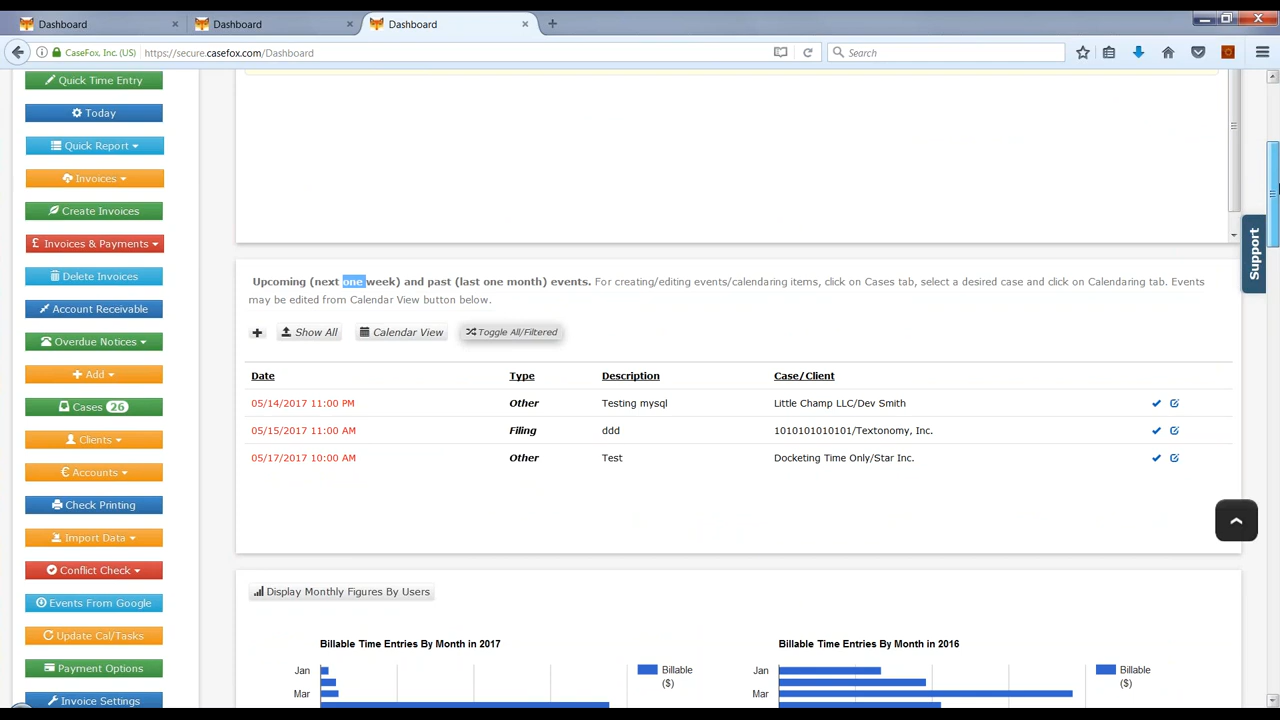 Dashboard
Dashboard
Dashboard
CaseFox, Inc. (US)
https://secure.casefox.com/Dashboard
Search
Quick Time Entry
Today
Quick Report
Invoices
Create Invoices
£ Invoices & Payments
Delete Invoices
Account Receivable
Overdue Notices
Add
Cases 26
Clients
€ Accounts
Check Printing
Import Data
Conflict Check
Events From Google
Update Cal/Tasks
Payment Options
Invoice Settings
Upcoming (next one week) and past (last one month) events. For creating/editing events/calendaring items, click on Cases tab, select a desired case and click on Calendaring tab. Events
may be edited from Calendar View button below.
Show All
Calendar View
Toggle All/Filtered
Date Type Description Case/Client
05/14/2017 11:00 PM Other Testing mysql Little Champ LLC/Dev Smith
05/15/2017 11:00 AM Filing ddd 1010101010101/Textonomy, Inc.
05/17/2017 10:00 AM Other Test Docketing Time Only/Star Inc.
Display Monthly Figures By Users
Billable Time Entries By Month in 2017
Jan
Mar
Billable
($)
Billable Time Entries By Month in 2016
Jan
Mar
Billable
($)
Support